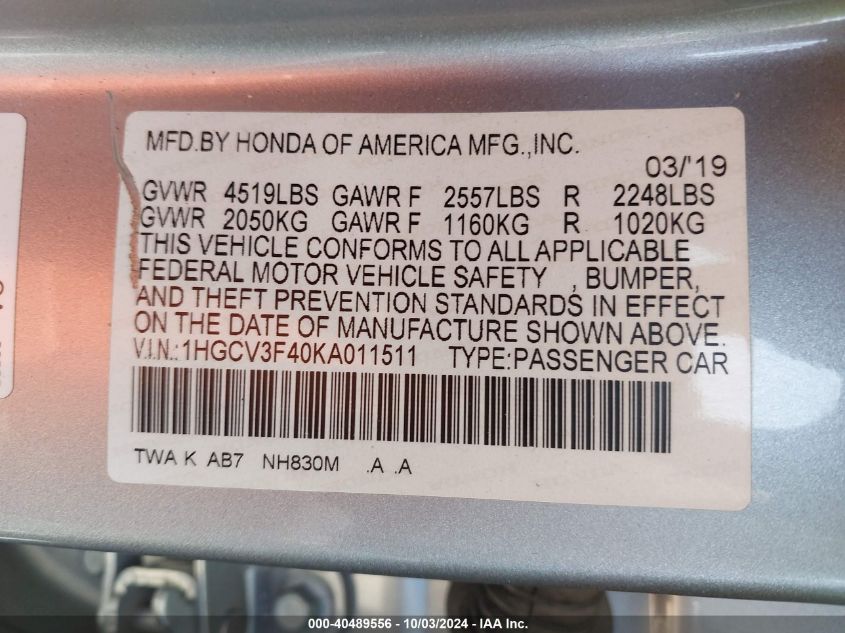 MFD.BY HONDA OF AMERICA MFG.,INC.
03/'19
GVWR 4519LBS GAWR F 2557LBS R 2248LBS
GVWR 2050KG GAWR F 1160KG R 1020KG
THIS VEHICLE CONFORMS TO ALL APPLICABLE
FEDERAL MOTOR VEHICLE SAFETY , BUMPER,
AND THEFT PREVENTION STANDARDS IN EFFECT
ON THE DATE OF MANUFACTURE SHOWN ABOVE.
V.I.N.:1HGCV3F40KA011511 TYPE:PASSENGER CAR
TWA K AB7 NH830M .A .A
000-40489556 - 10/03/2024 - IAA Inc.